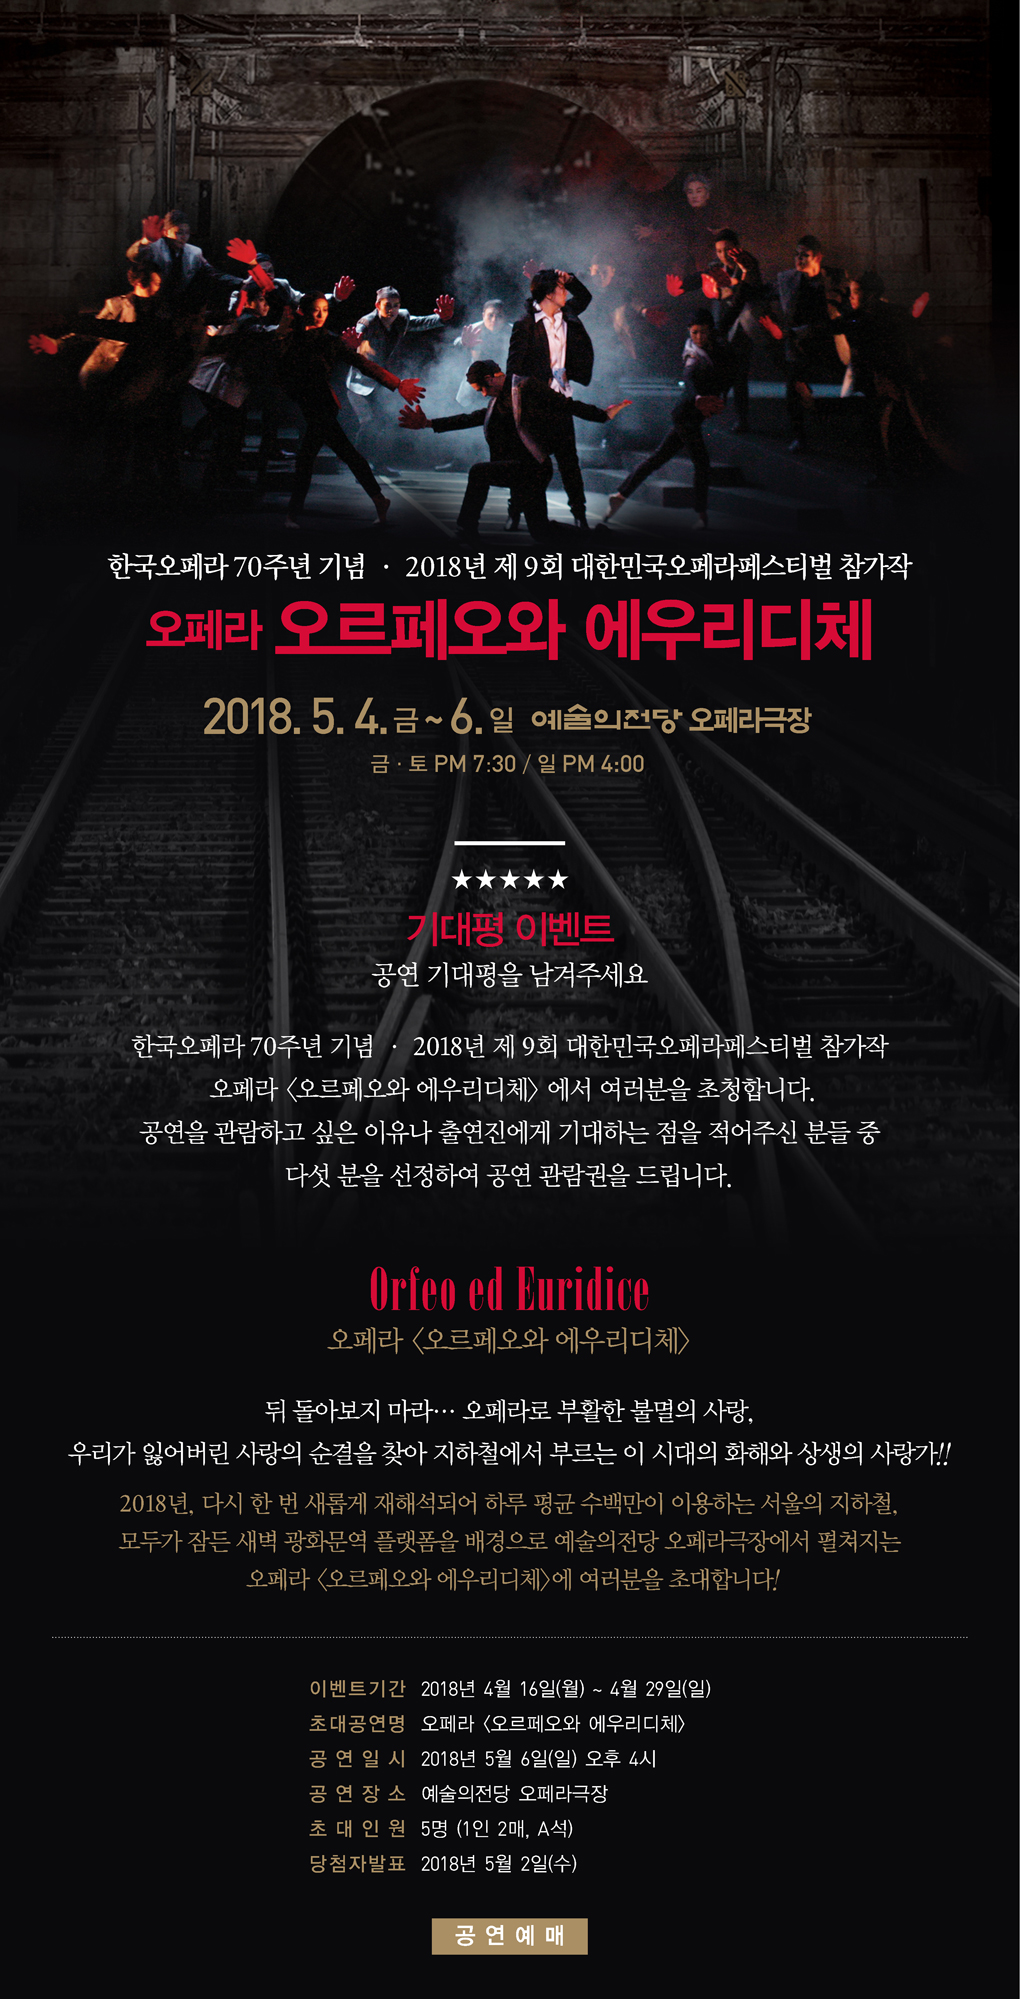 한국오페라 70주년 기념 · 2018년 제 9회 대한민국오페라페스티벌 참가작
오페라 오르페오와 에우리디체
2018. 5. 4. 금 ~ 6. 일 예술의전당 오페라극장
금 · 토 PM 7:30 / 일 PM 4:00
★★★★★
기대평 이벤트
공연 기대평을 남겨주세요
한국오페라 70주년 기념 · 2018년 제 9회 대한민국오페라페스티벌 참가작
오페라 〈오르페오와 에우리디체〉 에서 여러분을 초청합니다.
공연을 관람하고 싶은 이유나 출연진에게 기대하는 점을 적어주신 분들 중
다섯 분을 선정하여 공연 관람권을 드립니다.
Orfeo ed Euridice
오페라 〈오르페오와 에우리디체〉
뒤 돌아보지 마라… 오페라로 부활한 불멸의 사랑,
우리가 잃어버린 사랑의 순결을 찾아 지하철에서 부르는 이 시대의 화해와 상생의 사랑가!!
2018년, 다시 한 번 새롭게 재해석되어 하루 평균 수백만이 이용하는 서울의 지하철,
모두가 잠든 새벽 광화문역 플랫폼을 배경으로 예술의전당 오페라극장에서 펼쳐지는
오페라 〈오르페오와 에우리디체〉에 여러분을 초대합니다!
이벤트기간 2018년 4월 16일(월) ~ 4월 29일(일)
초대공연명 오페라 〈오르페오와 에우리디체〉
공 연 일 시 2018년 5월 6일(일) 오후 4시
공 연 장 소 예술의전당 오페라극장
초 대 인 원 5명 (1인 2매, A석)
당첨자발표 2018년 5월 2일(수)
공 연 예 매